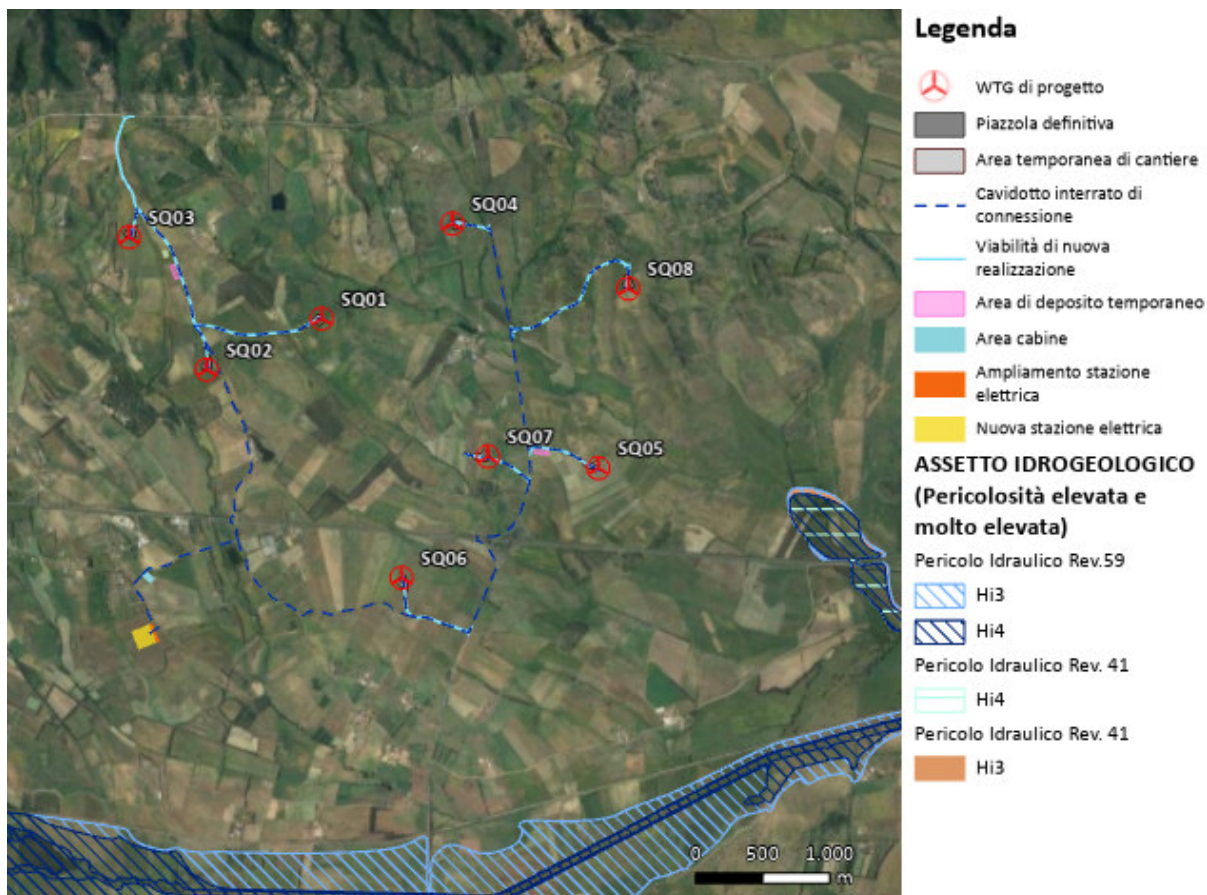 SQ03
SQ04
SQ08
SQ01
SQ02
SQ07
SQ05
SQ06
0 500 1.000
m
Legenda
WTG di progetto
Piazzola definitiva
Area temporanea di cantiere
Cavidotto interrato di
connessione
Viabilità di nuova
realizzazione
Area di deposito temporaneo
Area cabine
Ampliamento stazione
elettrica
Nuova stazione elettrica
ASSETTO IDROGEOLOGICO
(Pericolosità elevata e
molto elevata)
Pericolo Idraulico Rev.59
Hi3
Hi4
Pericolo Idraulico Rev. 41
Hi4
Pericolo Idraulico Rev. 41
Hi3